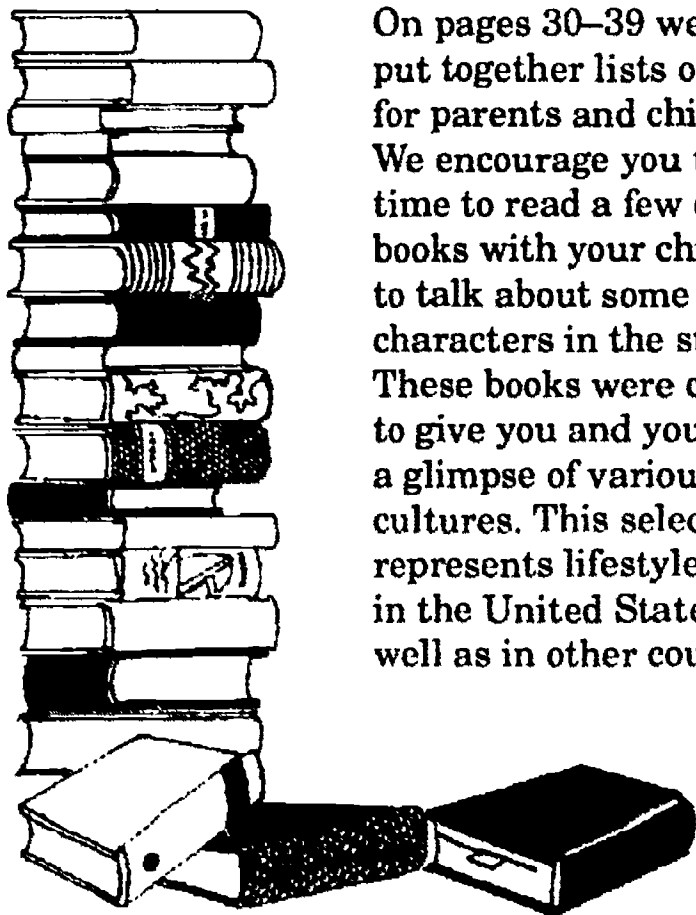 On pages 30–39 we
put together lists o
for parents and chi
We encourage you t
time to read a few
books with your chi
to talk about some
characters in the st
These books were c
to give you and you
a glimpse of variou
cultures. This selec
represents lifestyle
in the United State
well as in other cou